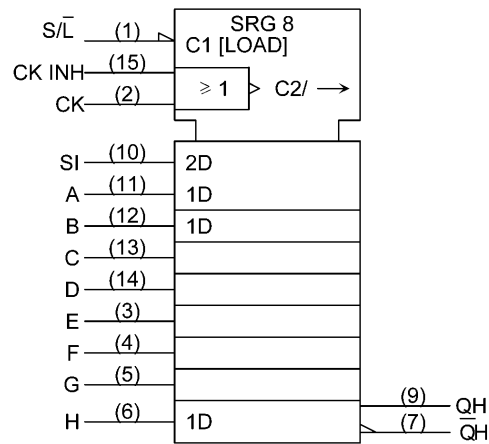 SRG 8
S/L̅ (1) C1 [LOAD]
CK INH (15) ≥ 1 C2/ →
CK (2)
SI (10) 2D
A (11) 1D
B (12) 1D
C (13)
D (14)
E (3)
F (4)
G (5)
(9) QH
H (6) 1D (7) Q̅H